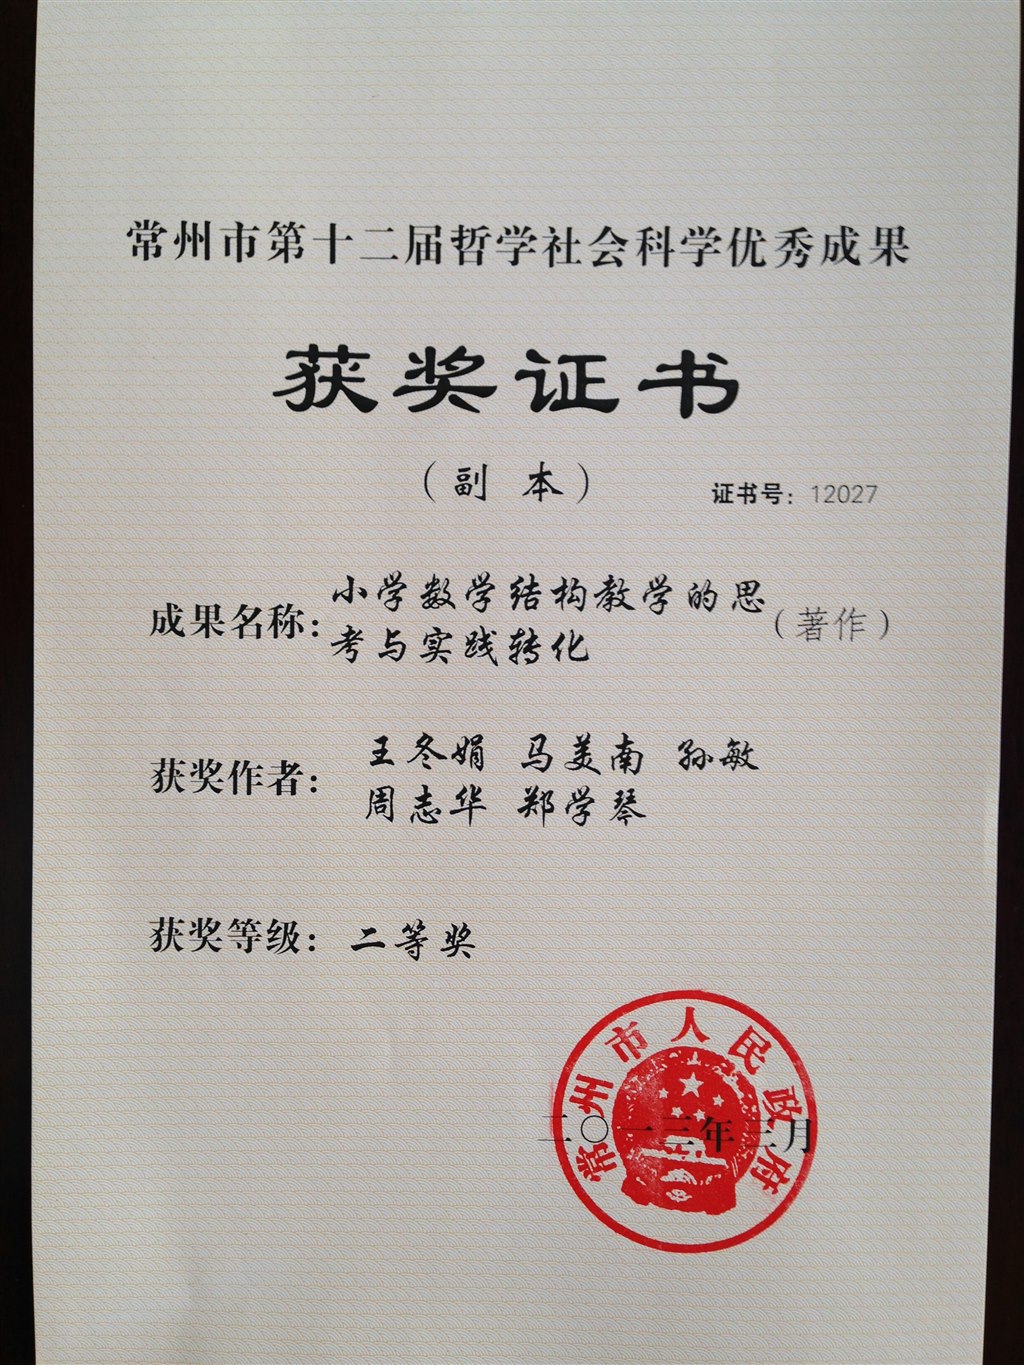 常州市第十二届哲学社会科学优秀成果
获奖证书
（副 本）
证书号：12027
成果名称：小学数学结构教学的思
考与实践转化（著作）
获奖作者：王冬娟 马美南 孙敏
周志华 郑学琴
获奖等级：二等奖
常州市人民政府
二〇一三年三月